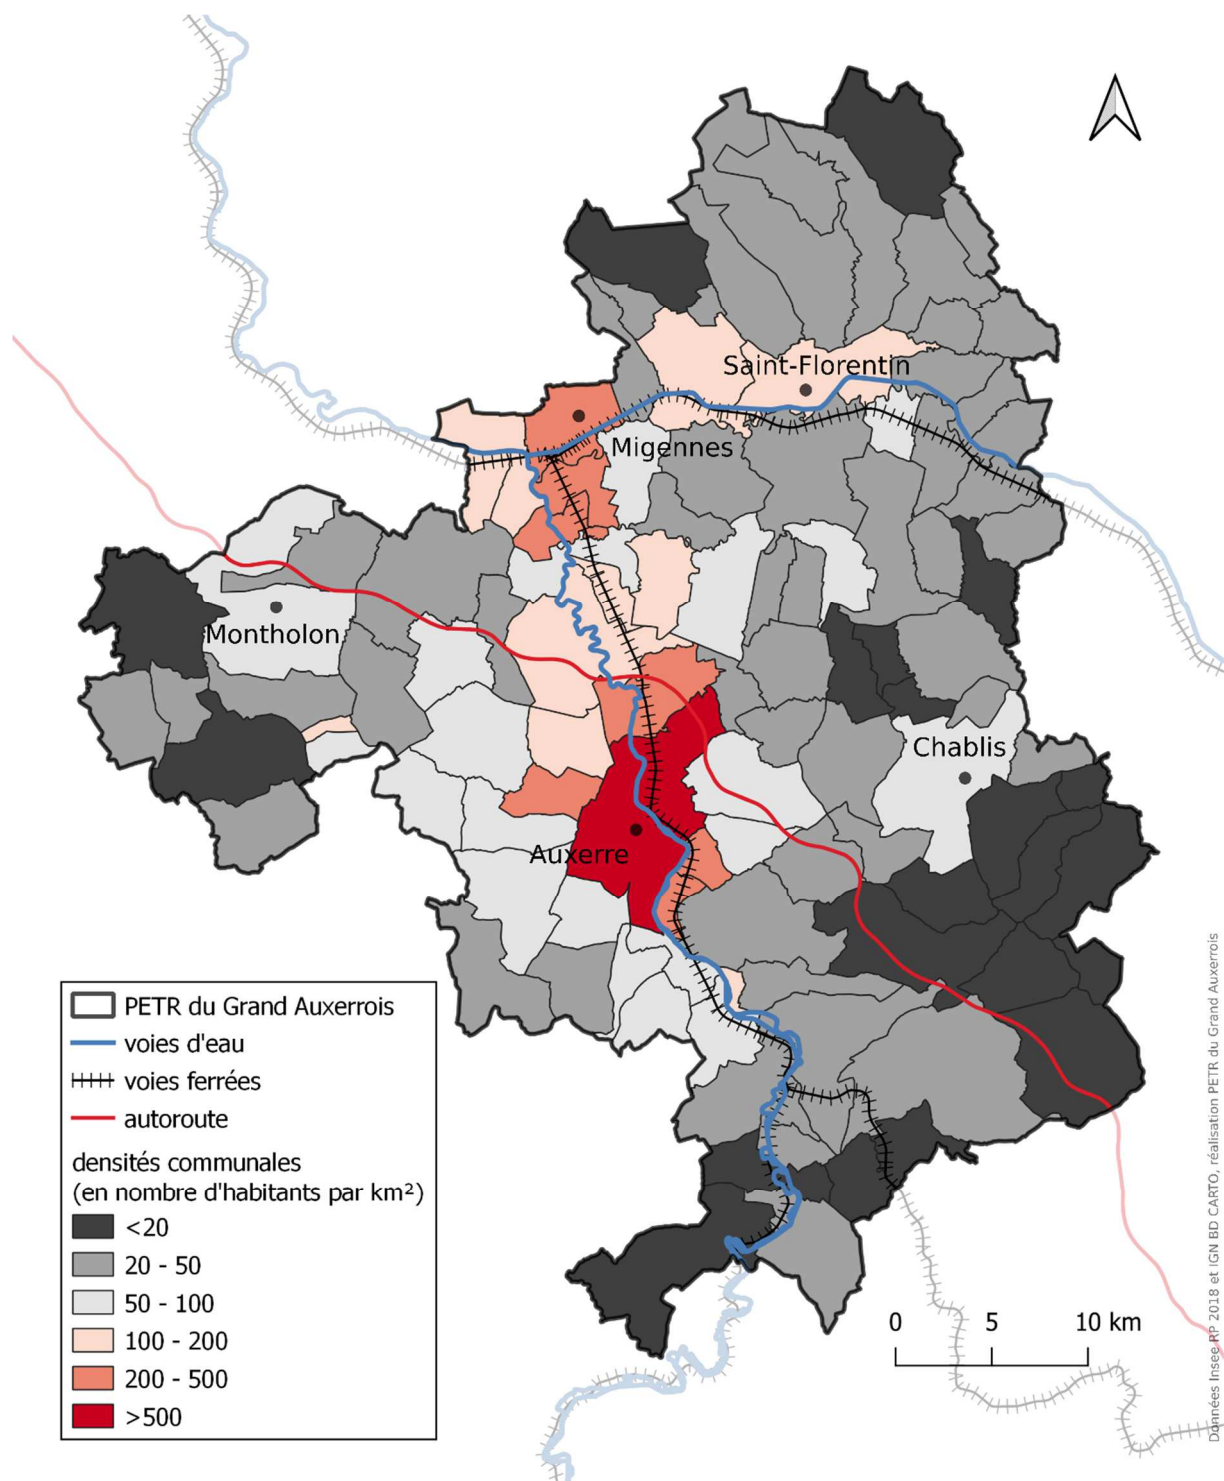 Saint-Florentin
Migennes
Montholon
Chablis
Auxerre
PETR du Grand Auxerrois
voies d'eau
voies ferrées
autoroute
densités communales
(en nombre d'habitants par km²)
<20
20 - 50
50 - 100
100 - 200
200 - 500
>500
0 5 10 km
Données Insee RP 2018 et IGN BD CARTO, réalisation PETR du Grand Auxerrois